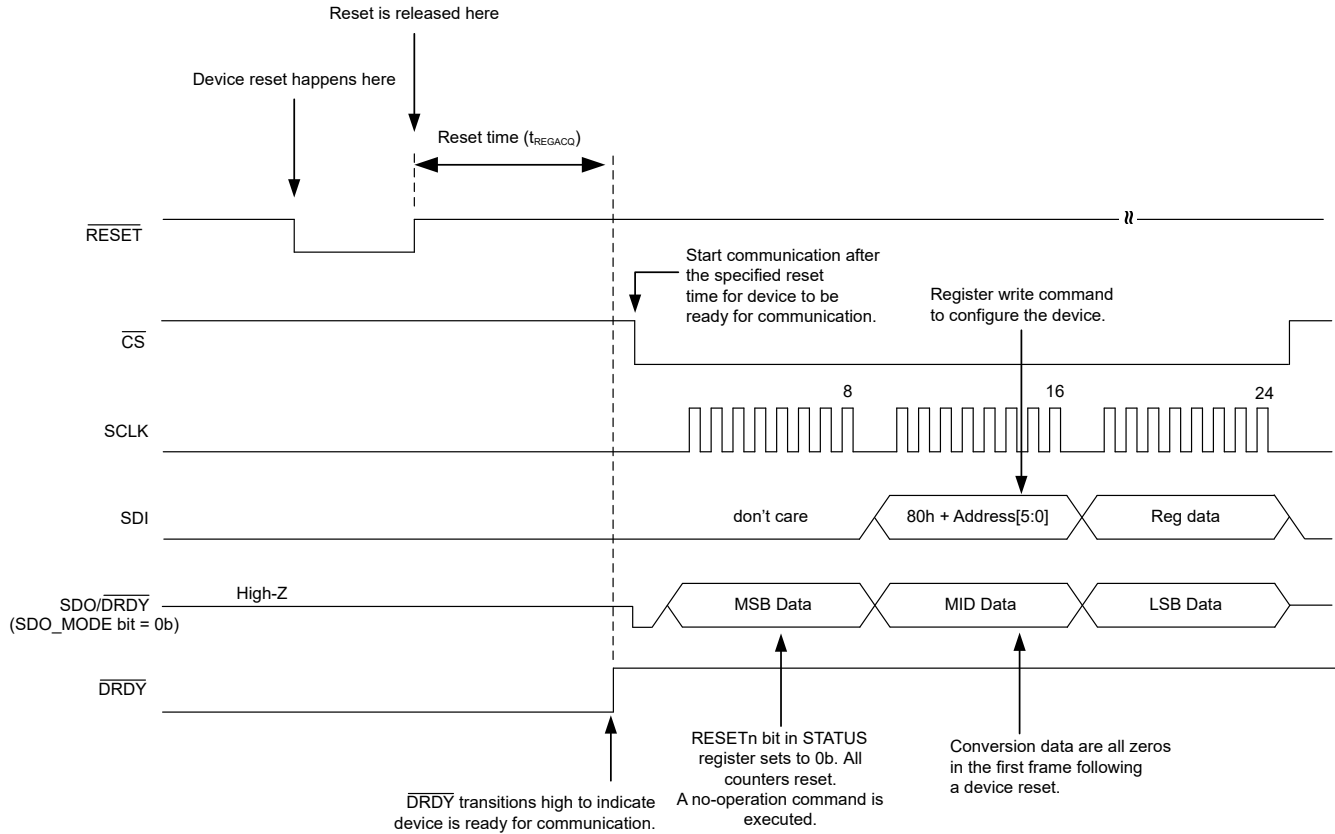 Reset is released here
Device reset happens here
Reset time (tREGACQ)
RESET
Start communication after
the specified reset
time for device to be
ready for communication.
Register write command
to configure the device.
CS
8
16
24
SCLK
SDI
don't care
80h + Address[5:0]
Reg data
High-Z
SDO/DRDY
(SDO_MODE bit = 0b)
MSB Data
MID Data
LSB Data
DRDY
RESETn bit in STATUS
register sets to 0b. All
counters reset.
A no-operation command is
executed.
Conversion data are all zeros
in the first frame following
a device reset.
DRDY transitions high to indicate
device is ready for communication.